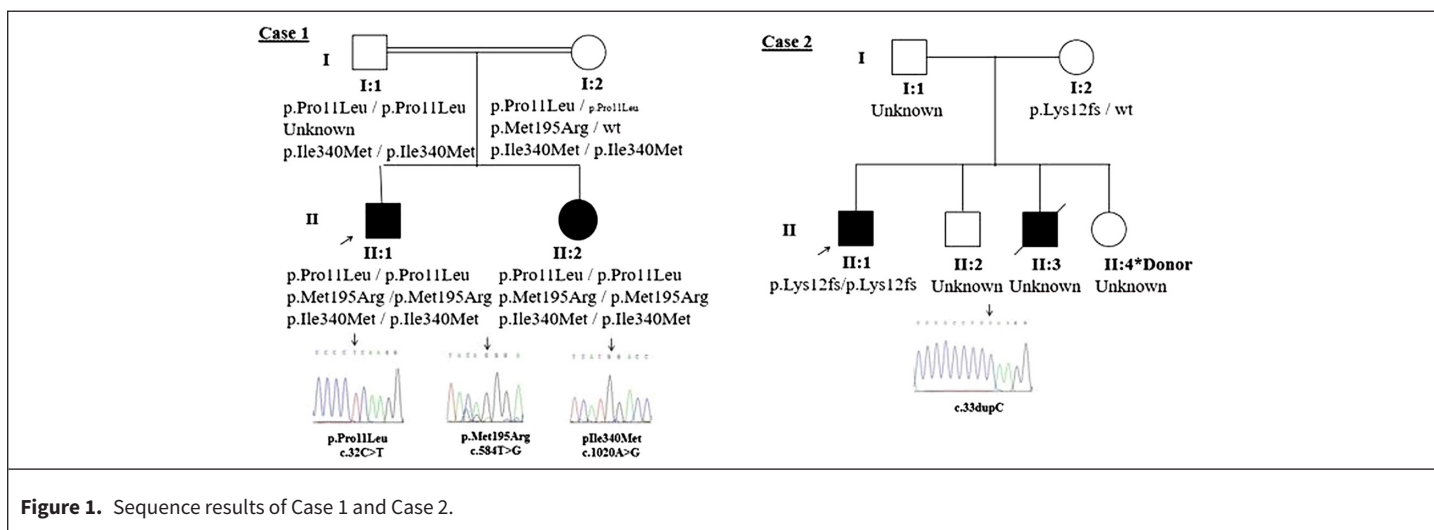 Case 1
I
I:1
I:2
p.Pro11Leu / p.Pro11Leu
Unknown
p.Ile340Met / p.Ile340Met
p.Pro11Leu / p.Pro11Leu
p.Met195Arg / wt
p.Ile340Met / p.Ile340Met
II
II:1
II:2
p.Pro11Leu / p.Pro11Leu
p.Met195Arg /p.Met195Arg
p.Ile340Met / p.Ile340Met
p.Pro11Leu / p.Pro11Leu
p.Met195Arg / p.Met195Arg
p.Ile340Met / p.Ile340Met
p.Pro11Leu
c.32C>T
p.Met195Arg
c.584T>G
pIle340Met
c.1020A>G
Case 2
I
I:1
Unknown
I:2
p.Lys12fs / wt
II
II:1
p.Lys12fs/p.Lys12fs
II:2
Unknown
II:3
Unknown
II:4*Donor
Unknown
c.33dupC
Figure 1. Sequence results of Case 1 and Case 2.